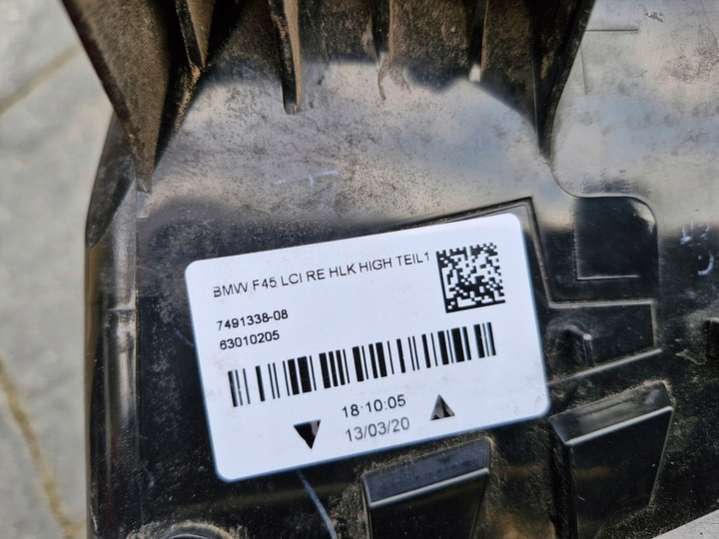 BMW F45 LCI RE HLK HIGH TEIL1
7491338-08
63010205
18:10:05
13/03/20